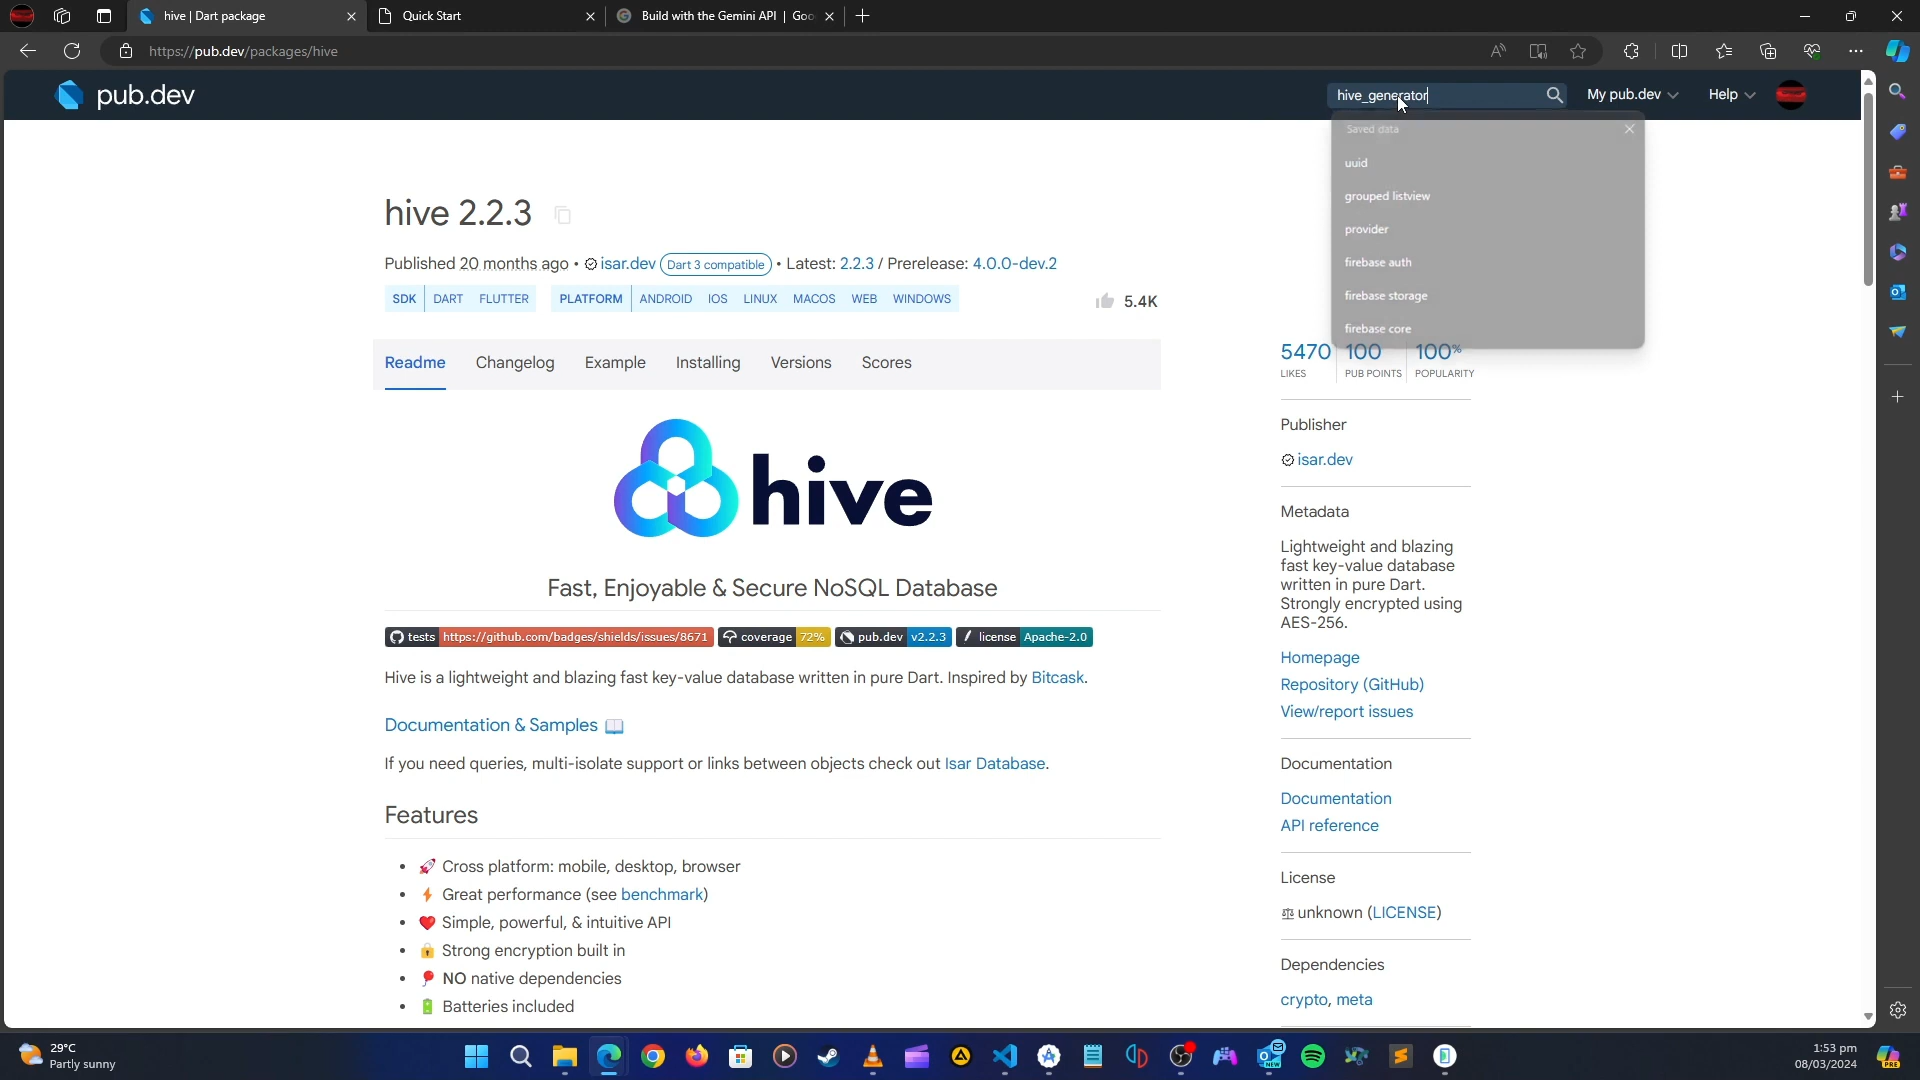 hive | Dart package
Quick Start
Build with the Gemini API | Goo
https://pub.dev/packages/hive
pub.dev
hive_generator
My pub.dev
Help
Saved data
uuid
grouped listview
provider
firebase auth
firebase storage
firebase core
hive 2.2.3
Published 20 months ago • isar.dev Dart 3 compatible • Latest: 2.2.3 / Prerelease: 4.0.0-dev.2
SDK DART FLUTTER PLATFORM ANDROID IOS LINUX MACOS WEB WINDOWS
5.4K
Readme Changelog Example Installing Versions Scores
hive
Fast, Enjoyable & Secure NoSQL Database
tests https://github.com/badges/shields/issues/8671 coverage 72% pub.dev v2.2.3 license Apache-2.0
Hive is a lightweight and blazing fast key-value database written in pure Dart. Inspired by Bitcask.
Documentation & Samples 📖
If you need queries, multi-isolate support or links between objects check out Isar Database.
Features
• 🚀 Cross platform: mobile, desktop, browser
• ⚡ Great performance (see benchmark)
• ❤️ Simple, powerful, & intuitive API
• 🔒 Strong encryption built in
• 🎈 NO native dependencies
• 🔋 Batteries included
5470 100 100%
LIKES PUB POINTS POPULARITY
Publisher
isar.dev
Metadata
Lightweight and blazing
fast key-value database
written in pure Dart.
Strongly encrypted using
AES-256.
Homepage
Repository (GitHub)
View/report issues
Documentation
Documentation
API reference
License
unknown (LICENSE)
Dependencies
crypto, meta
29°C
Partly sunny
NEW
1:53 pm
08/03/2024
PRE